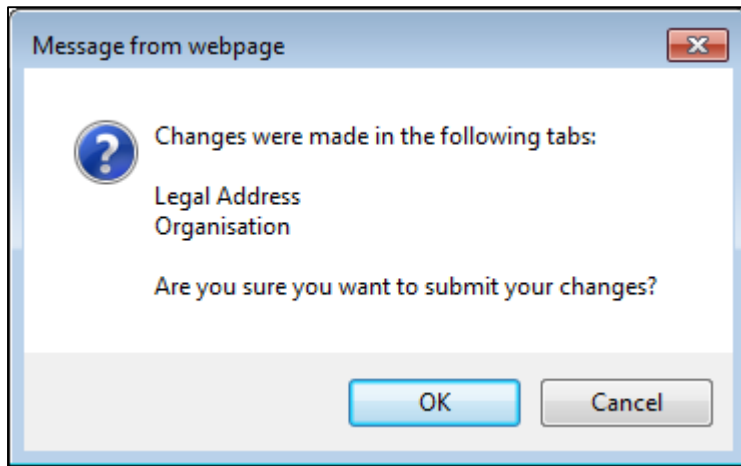 Message from webpage
Changes were made in the following tabs:
Legal Address
Organisation
Are you sure you want to submit your changes?
OK
Cancel